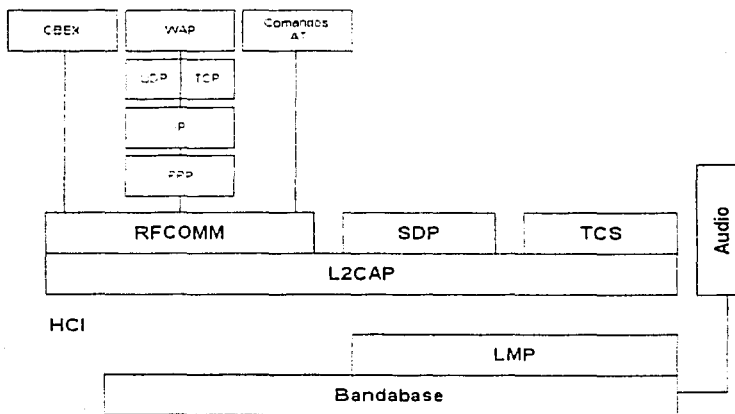 OBEX
WAP
Comandos
AT
UDP
TCP
IP
PPP
RFCOMM
SDP
TCS
Audio
L2CAP
HCI
LMP
Bandabase